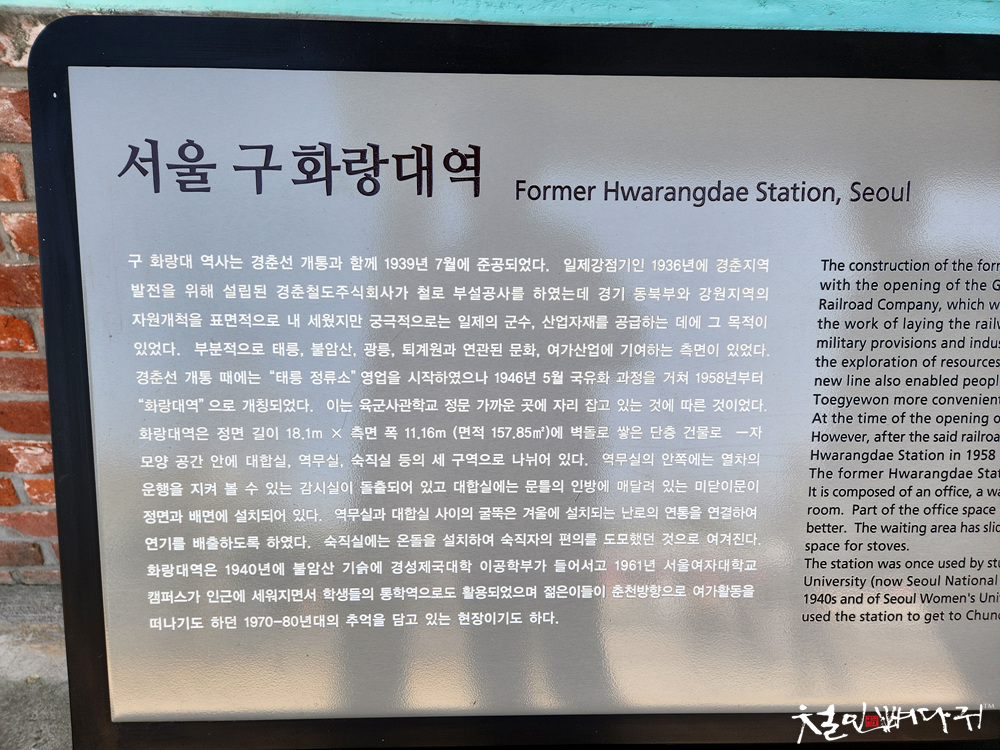 서울 구 화랑대역
Former Hwarangdae Station, Seoul
구 화랑대 역사는 경춘선 개통과 함께 1939년 7월에 준공되었다. 일제강점기인 1936년에 경춘지역
발전을 위해 설립된 경춘철도주식회사가 철로 부설공사를 하였는데 경기 동북부와 강원지역의
자원개척을 표면적으로 내 세웠지만 궁극적으로는 일제의 군수, 산업자재를 공급하는 데에 그 목적이
있었다. 부분적으로 태릉, 불암산, 광릉, 퇴계원과 연관된 문화, 여가산업에 기여하는 측면이 있었다.
경춘선 개통 때에는 “태릉 정류소” 영업을 시작하였으나 1946년 5월 국유화 과정을 거쳐 1958년부터
“화랑대역” 으로 개칭되었다. 이는 육군사관학교 정문 가까운 곳에 자리 잡고 있는 것에 따른 것이었다.
화랑대역은 정면 길이 18.1m × 측면 폭 11.16m (면적 157.85㎡)에 벽돌로 쌓은 단층 건물로 一자
모양 공간 안에 대합실, 역무실, 숙직실 등의 세 구역으로 나뉘어 있다. 역무실의 안쪽에는 열차의
운행을 지켜 볼 수 있는 감시실이 돌출되어 있고 대합실에는 문틀의 인방에 매달려 있는 미닫이문이
정면과 배면에 설치되어 있다. 역무실과 대합실 사이의 굴뚝은 겨울에 설치되는 난로의 연통을 연결하여
연기를 배출하도록 하였다. 숙직실에는 온돌을 설치하여 숙직자의 편의를 도모했던 것으로 여겨진다.
화랑대역은 1940년에 불암산 기슭에 경성제국대학 이공학부가 들어서고 1961년 서울여자대학교
캠퍼스가 인근에 세워지면서 학생들의 통학역으로도 활용되었으며 젊은이들이 춘천방향으로 여가활동을
떠나기도 하던 1970-80년대의 추억을 담고 있는 현장이기도 하다.
The construction of the form
with the opening of the G
Railroad Company, which w
the work of laying the railr
military provisions and indus
the exploration of resources
new line also enabled peopl
Toegyewon more convenient
At the time of the opening o
However, after the said railroa
Hwarangdae Station in 1958
The former Hwarangdae Stat
It is composed of an office, a wa
room. Part of the office space
better. The waiting area has slid
space for stoves.
The station was once used by stu
University (now Seoul National
1940s and of Seoul Women's Uni
used the station to get to Chunc